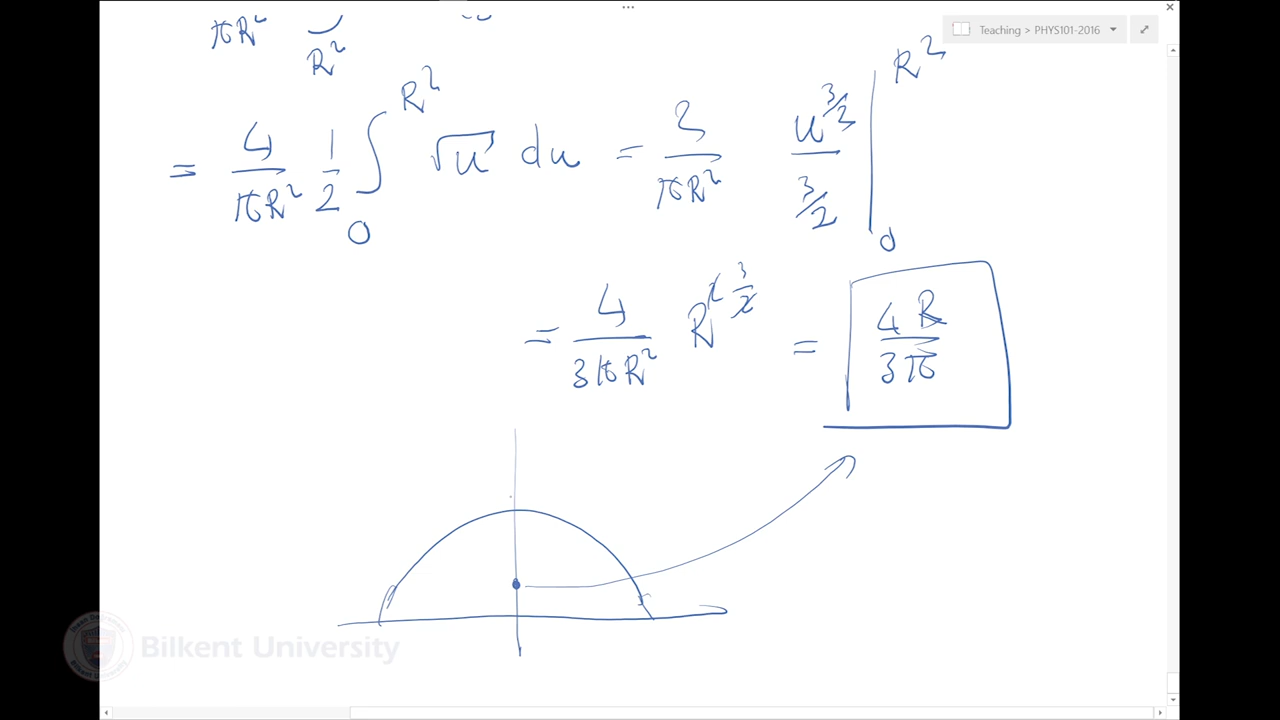 Teaching > PHYS101-2016
πR² R²
= 4/πR² 1/2 ∫₀^R² √u du = 2/πR² u^3/2 / 3/2 |₀^R²
= 4/3πR² R^2 3/2 = 4R/3π
Bilkent University